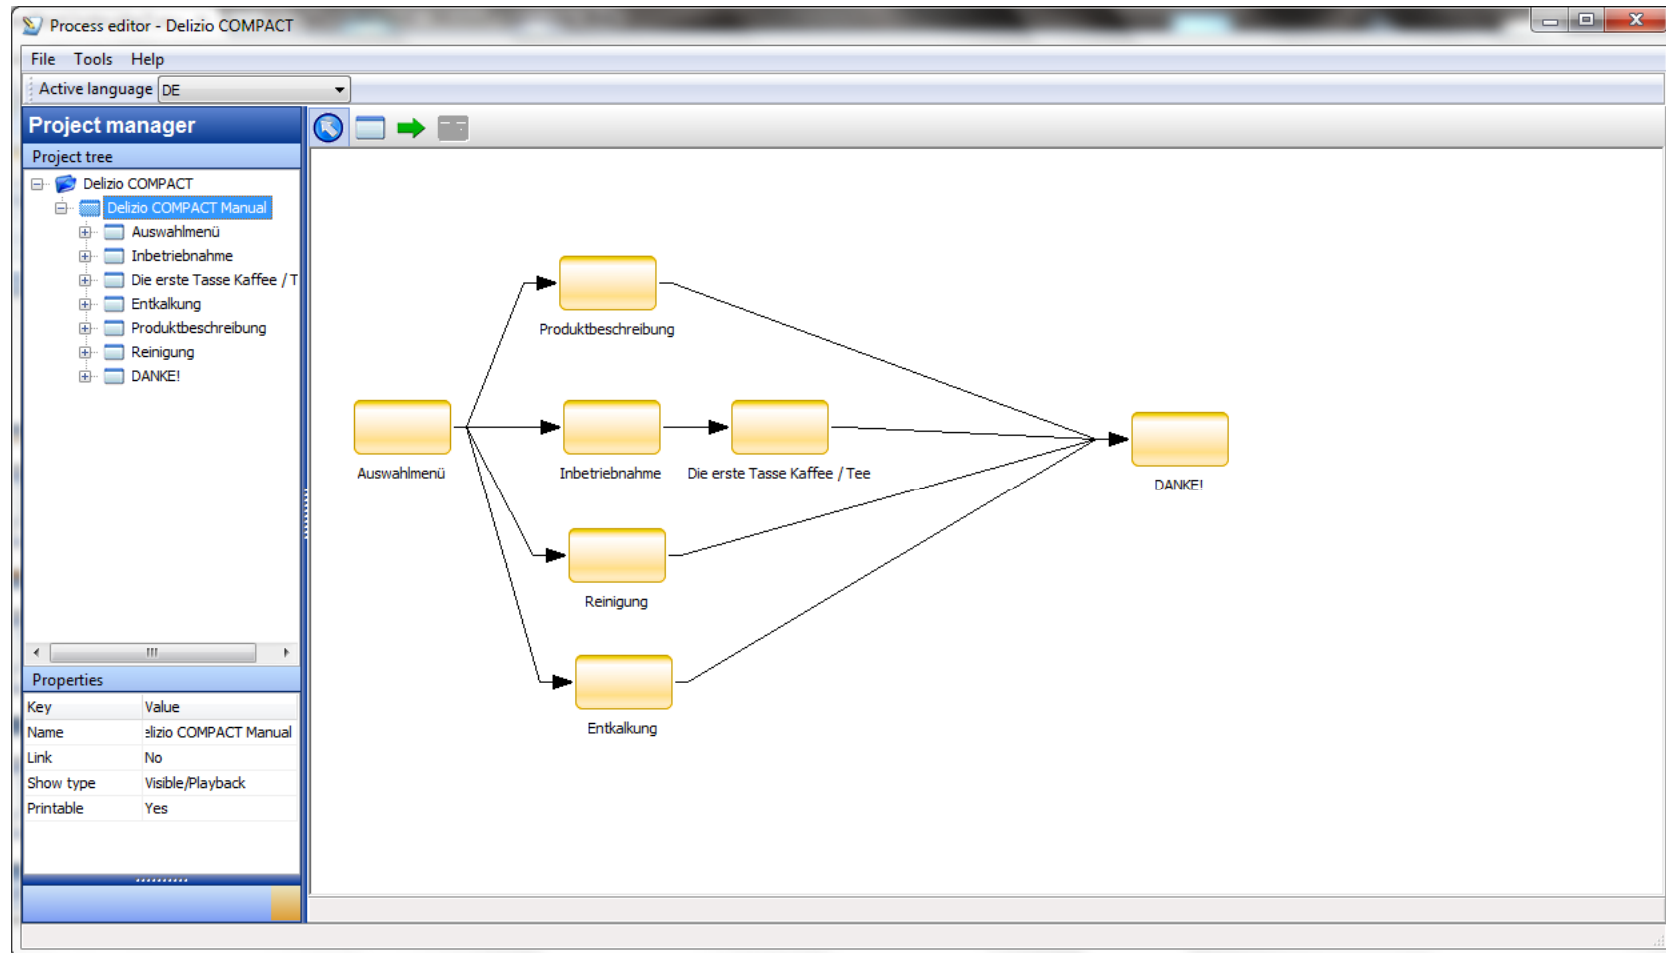 Process editor - Delizio COMPACT
File Tools Help
Active language DE
Project manager
Project tree
Delizio COMPACT
Delizio COMPACT Manual
Auswahlmenü
Inbetriebnahme
Die erste Tasse Kaffee / T
Entkalkung
Produktbeschreibung
Reinigung
DANKE!
Produktbeschreibung
Auswahlmenü
Inbetriebnahme
Die erste Tasse Kaffee / Tee
DANKE!
Reinigung
Entkalkung
Properties
Key Value
Name elizio COMPACT Manual
Link No
Show type Visible/Playback
Printable Yes